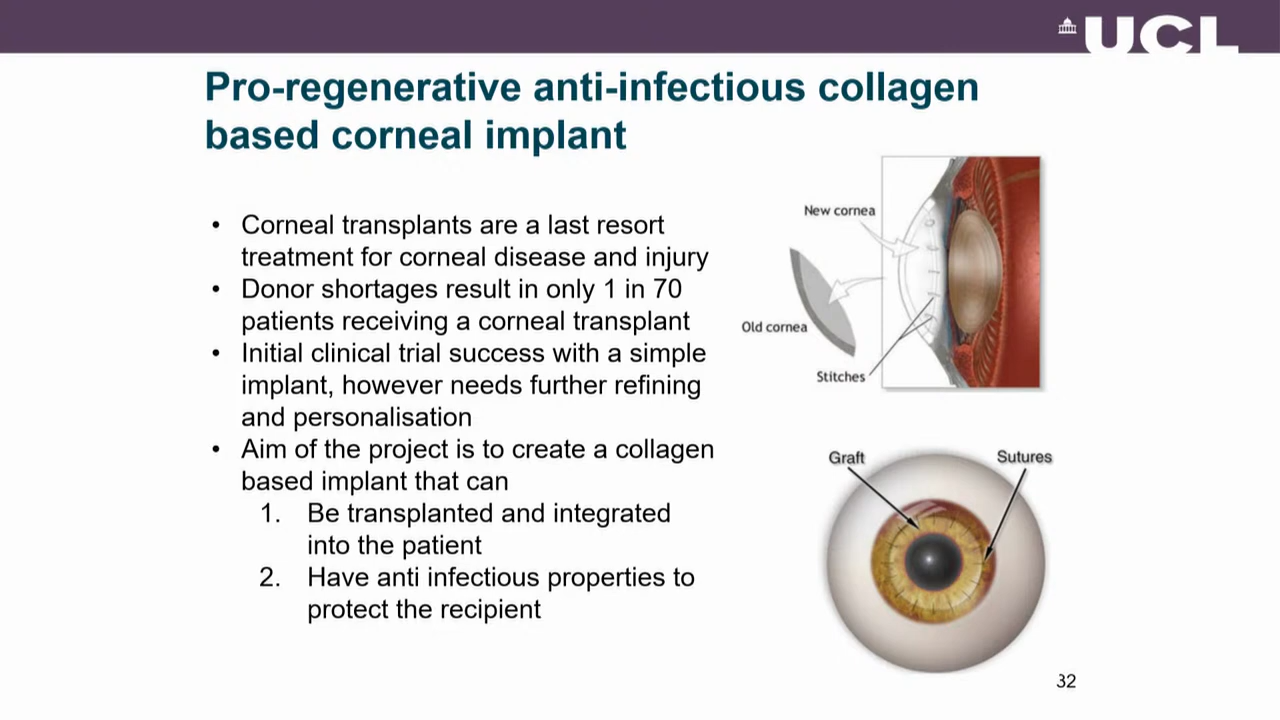 UCL
Pro-regenerative anti-infectious collagen
based corneal implant
• Corneal transplants are a last resort
treatment for corneal disease and injury
• Donor shortages result in only 1 in 70
patients receiving a corneal transplant
• Initial clinical trial success with a simple
implant, however needs further refining
and personalisation
• Aim of the project is to create a collagen
based implant that can
1. Be transplanted and integrated
into the patient
2. Have anti infectious properties to
protect the recipient
New cornea
Old cornea
Stitches
Graft
Sutures
32